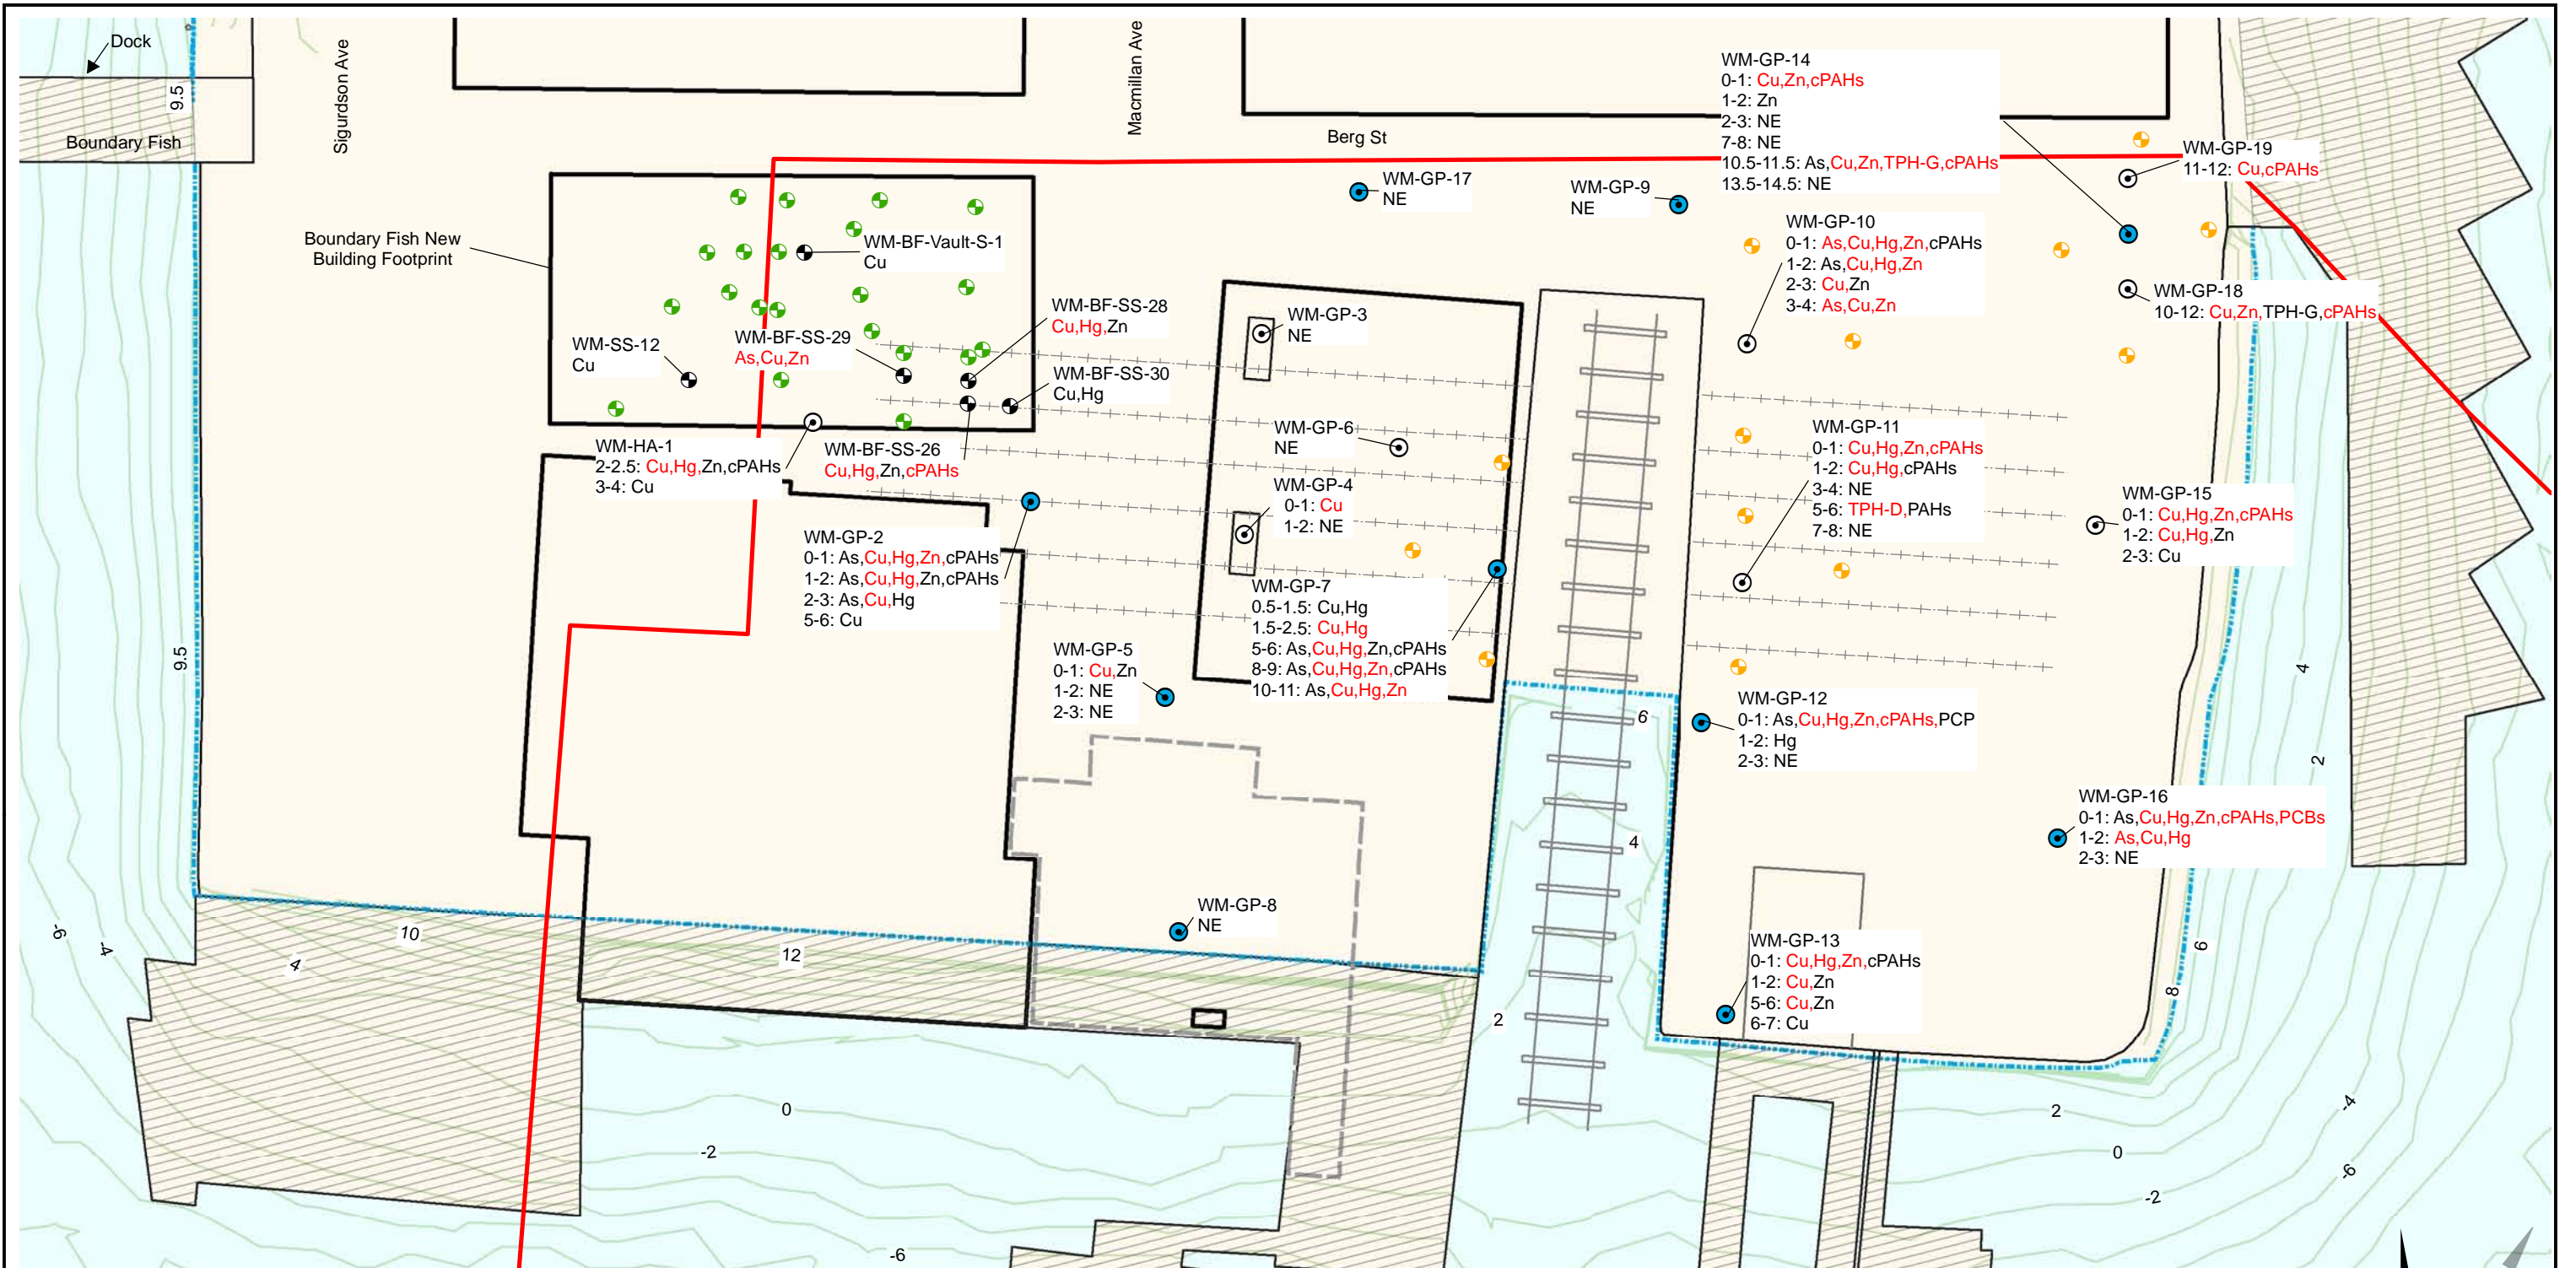 Dock
9.5
Boundary Fish
Sigurdson Ave
Macmillan Ave
Berg St
WM-GP-14
0-1: Cu,Zn,cPAHs
1-2: Zn
2-3: NE
7-8: NE
10.5-11.5: As,Cu,Zn,TPH-G,cPAHs
13.5-14.5: NE
WM-GP-19
11-12: Cu,cPAHs
WM-GP-17
NE
WM-GP-9
NE
WM-GP-10
0-1: As,Cu,Hg,Zn,cPAHs
1-2: As,Cu,Hg,Zn
2-3: Cu,Zn
3-4: As,Cu,Zn
Boundary Fish New
Building Footprint
WM-BF-Vault-S-1
Cu
WM-GP-18
10-12: Cu,Zn,TPH-G,cPAHs
WM-BF-SS-28
Cu,Hg,Zn
WM-GP-3
NE
WM-SS-12
Cu
WM-BF-SS-29
As,Cu,Zn
WM-BF-SS-30
Cu,Hg
WM-HA-1
2-2.5: Cu,Hg,Zn,cPAHs
3-4: Cu
WM-BF-SS-26
Cu,Hg,Zn,cPAHs
WM-GP-6
NE
WM-GP-4
0-1: Cu
1-2: NE
WM-GP-11
0-1: Cu,Hg,Zn,cPAHs
1-2: Cu,Hg,cPAHs
3-4: NE
5-6: TPH-D,PAHs
7-8: NE
WM-GP-15
0-1: Cu,Hg,Zn,cPAHs
1-2: Cu,Hg,Zn
2-3: Cu
WM-GP-2
0-1: As,Cu,Hg,Zn,cPAHs
1-2: As,Cu,Hg,Zn,cPAHs
2-3: As,Cu,Hg
5-6: Cu
WM-GP-7
0.5-1.5: Cu,Hg
1.5-2.5: Cu,Hg
5-6: As,Cu,Hg,Zn,cPAHs
8-9: As,Cu,Hg,Zn,cPAHs
10-11: As,Cu,Hg,Zn
9.5
WM-GP-5
0-1: Cu,Zn
1-2: NE
2-3: NE
4
6
WM-GP-12
0-1: As,Cu,Hg,Zn,cPAHs,PCP
1-2: Hg
2-3: NE
2
4
WM-GP-16
0-1: As,Cu,Hg,Zn,cPAHs,PCBs
1-2: As,Cu,Hg
2-3: NE
WM-GP-8
NE
-6
-4
10
4
12
WM-GP-13
0-1: Cu,Hg,Zn,cPAHs
1-2: Cu,Zn
5-6: Cu,Zn
6-7: Cu
6
8
2
0
2
-4
-2
0
-6
-2
-6